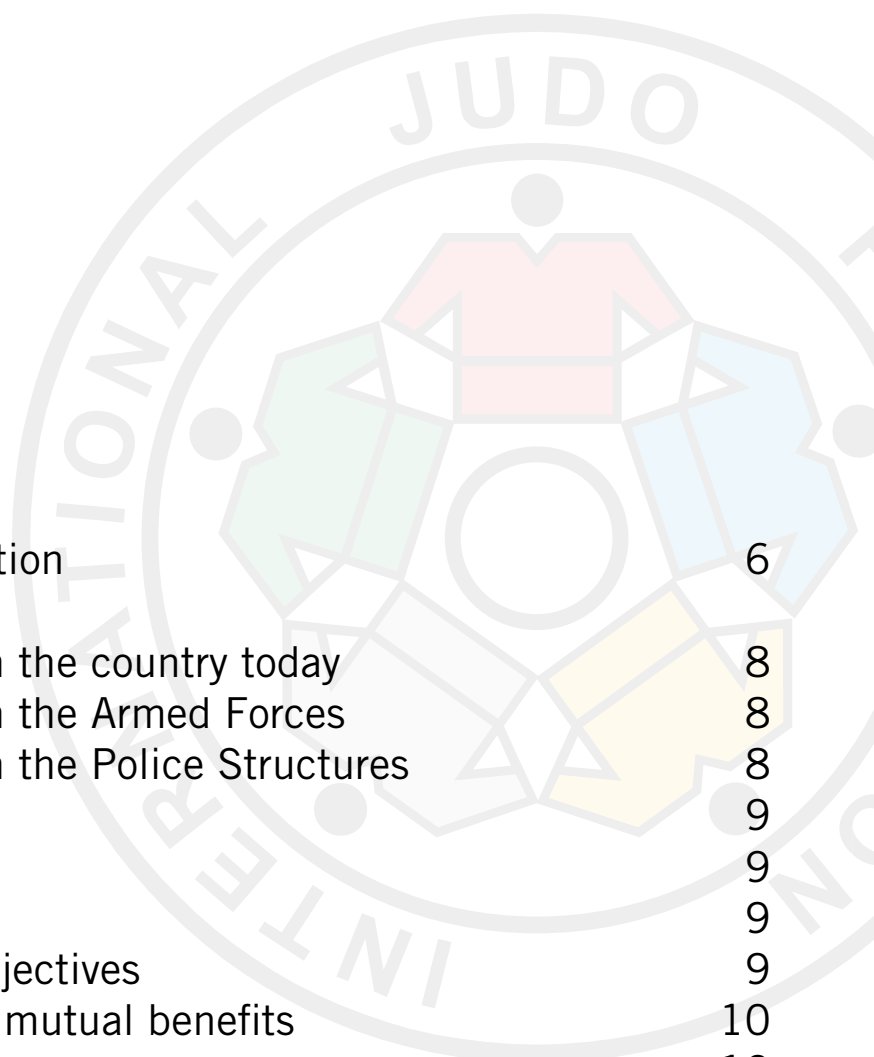 JUDO
INTERNATIONAL
tion 6
the country today 8
the Armed Forces 8
the Police Structures 8
9
9
9
jectives 9
mutual benefits 10